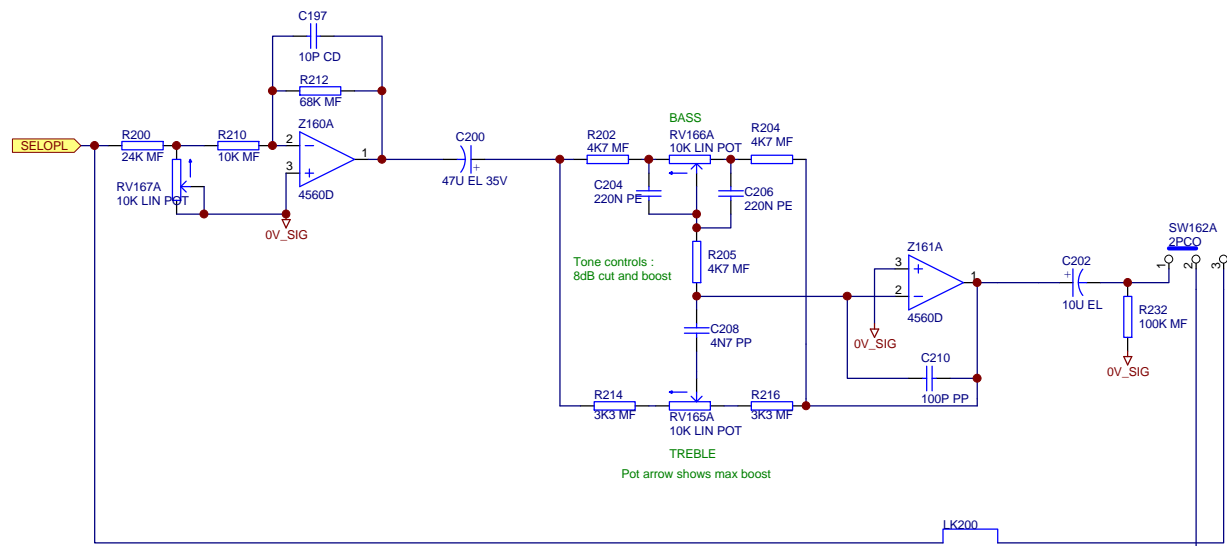 C197
10P CD
R212
68K MF
Z160A
SELOPL
R200
24K MF
R210
10K MF
2
3
1
4560D
RV167A
10K LIN POT
0V_SIG
C200
47U EL 35V
BASS
R202
4K7 MF
RV166A
10K LIN POT
R204
4K7 MF
C204
220N PE
C206
220N PE
R205
4K7 MF
Tone controls :
8dB cut and boost
C208
4N7 PP
R214
3K3 MF
RV165A
10K LIN POT
R216
3K3 MF
TREBLE
Pot arrow shows max boost
Z161A
3
2
1
4560D
0V_SIG
C210
100P PP
C202
10U EL
R232
100K MF
0V_SIG
SW162A
2PCO
1
2
3
LK200